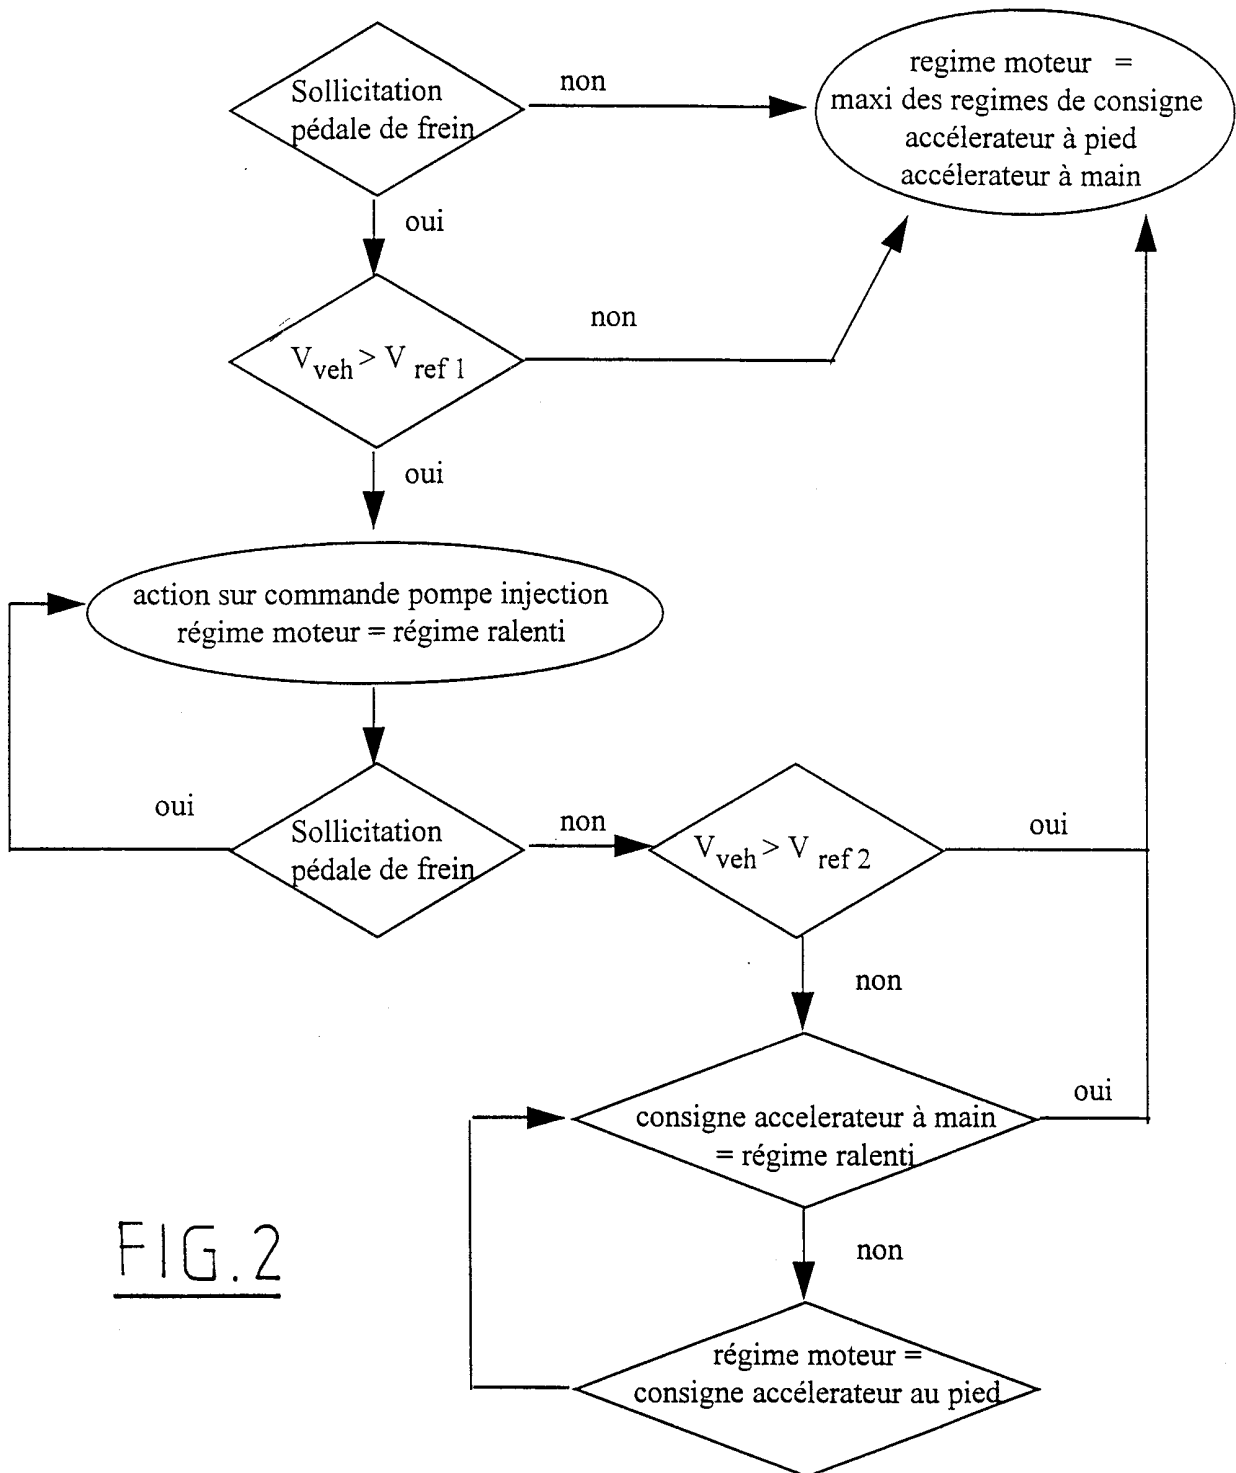 Sollicitation
pédale de frein
non
regime moteur =
maxi des regimes de consigne
accélerateur à pied
accélerateur à main
oui
V veh > V ref 1
non
oui
action sur commande pompe injection
régime moteur = régime ralenti
oui
Sollicitation
pédale de frein
non
V veh > V ref 2
oui
non
consigne accelerateur à main
= régime ralenti
oui
non
régime moteur =
consigne accélerateur au pied
FIG.2